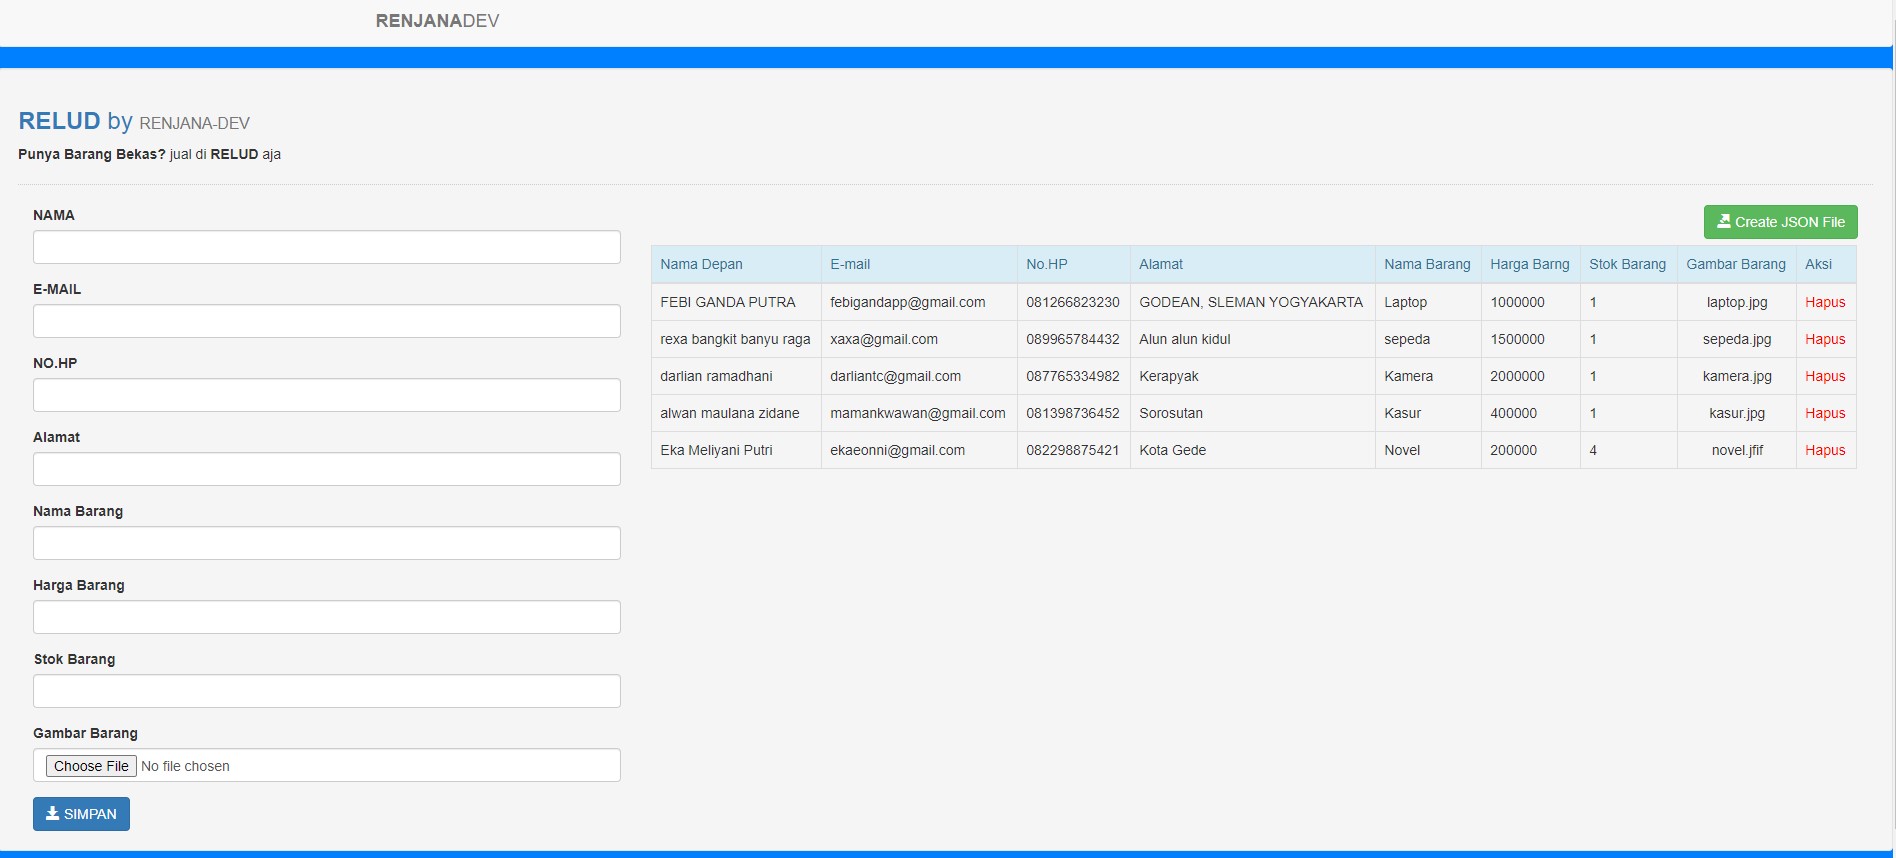 RENJANADEV
RELUD by RENJANA-DEV
Punya Barang Bekas? jual di RELUD aja
NAMA
E-MAIL
NO.HP
Alamat
Nama Barang
Harga Barang
Stok Barang
Gambar Barang
Choose File No file chosen
SIMPAN
Create JSON File
Nama Depan E-mail No.HP Alamat Nama Barang Harga Barng Stok Barang Gambar Barang Aksi
FEBI GANDA PUTRA febigandapp@gmail.com 081266823230 GODEAN, SLEMAN YOGYAKARTA Laptop 1000000 1 laptop.jpg Hapus
rexa bangkit banyu raga xaxa@gmail.com 089965784432 Alun alun kidul sepeda 1500000 1 sepeda.jpg Hapus
darlian ramadhani darliantc@gmail.com 087765334982 Kerapyak Kamera 2000000 1 kamera.jpg Hapus
alwan maulana zidane mamankwawan@gmail.com 081398736452 Sorosutan Kasur 400000 1 kasur.jpg Hapus
Eka Meliyani Putri ekaeonni@gmail.com 082298875421 Kota Gede Novel 200000 4 novel.jfif Hapus